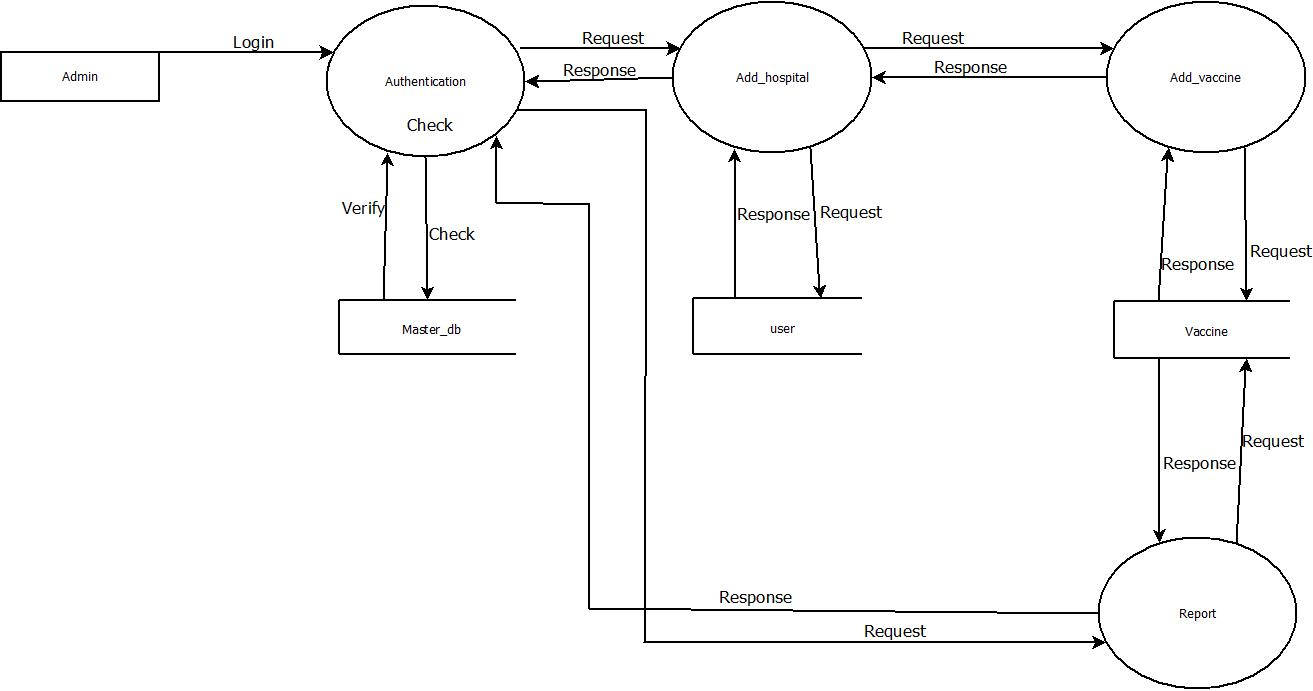 Login
Request
Request
Admin
Authentication
Response
Add_hospital
Response
Add_vaccine
Check
Verify
Check
Response
Request
Response
Request
Master_db
user
Vaccine
Response
Request
Response
Request
Report